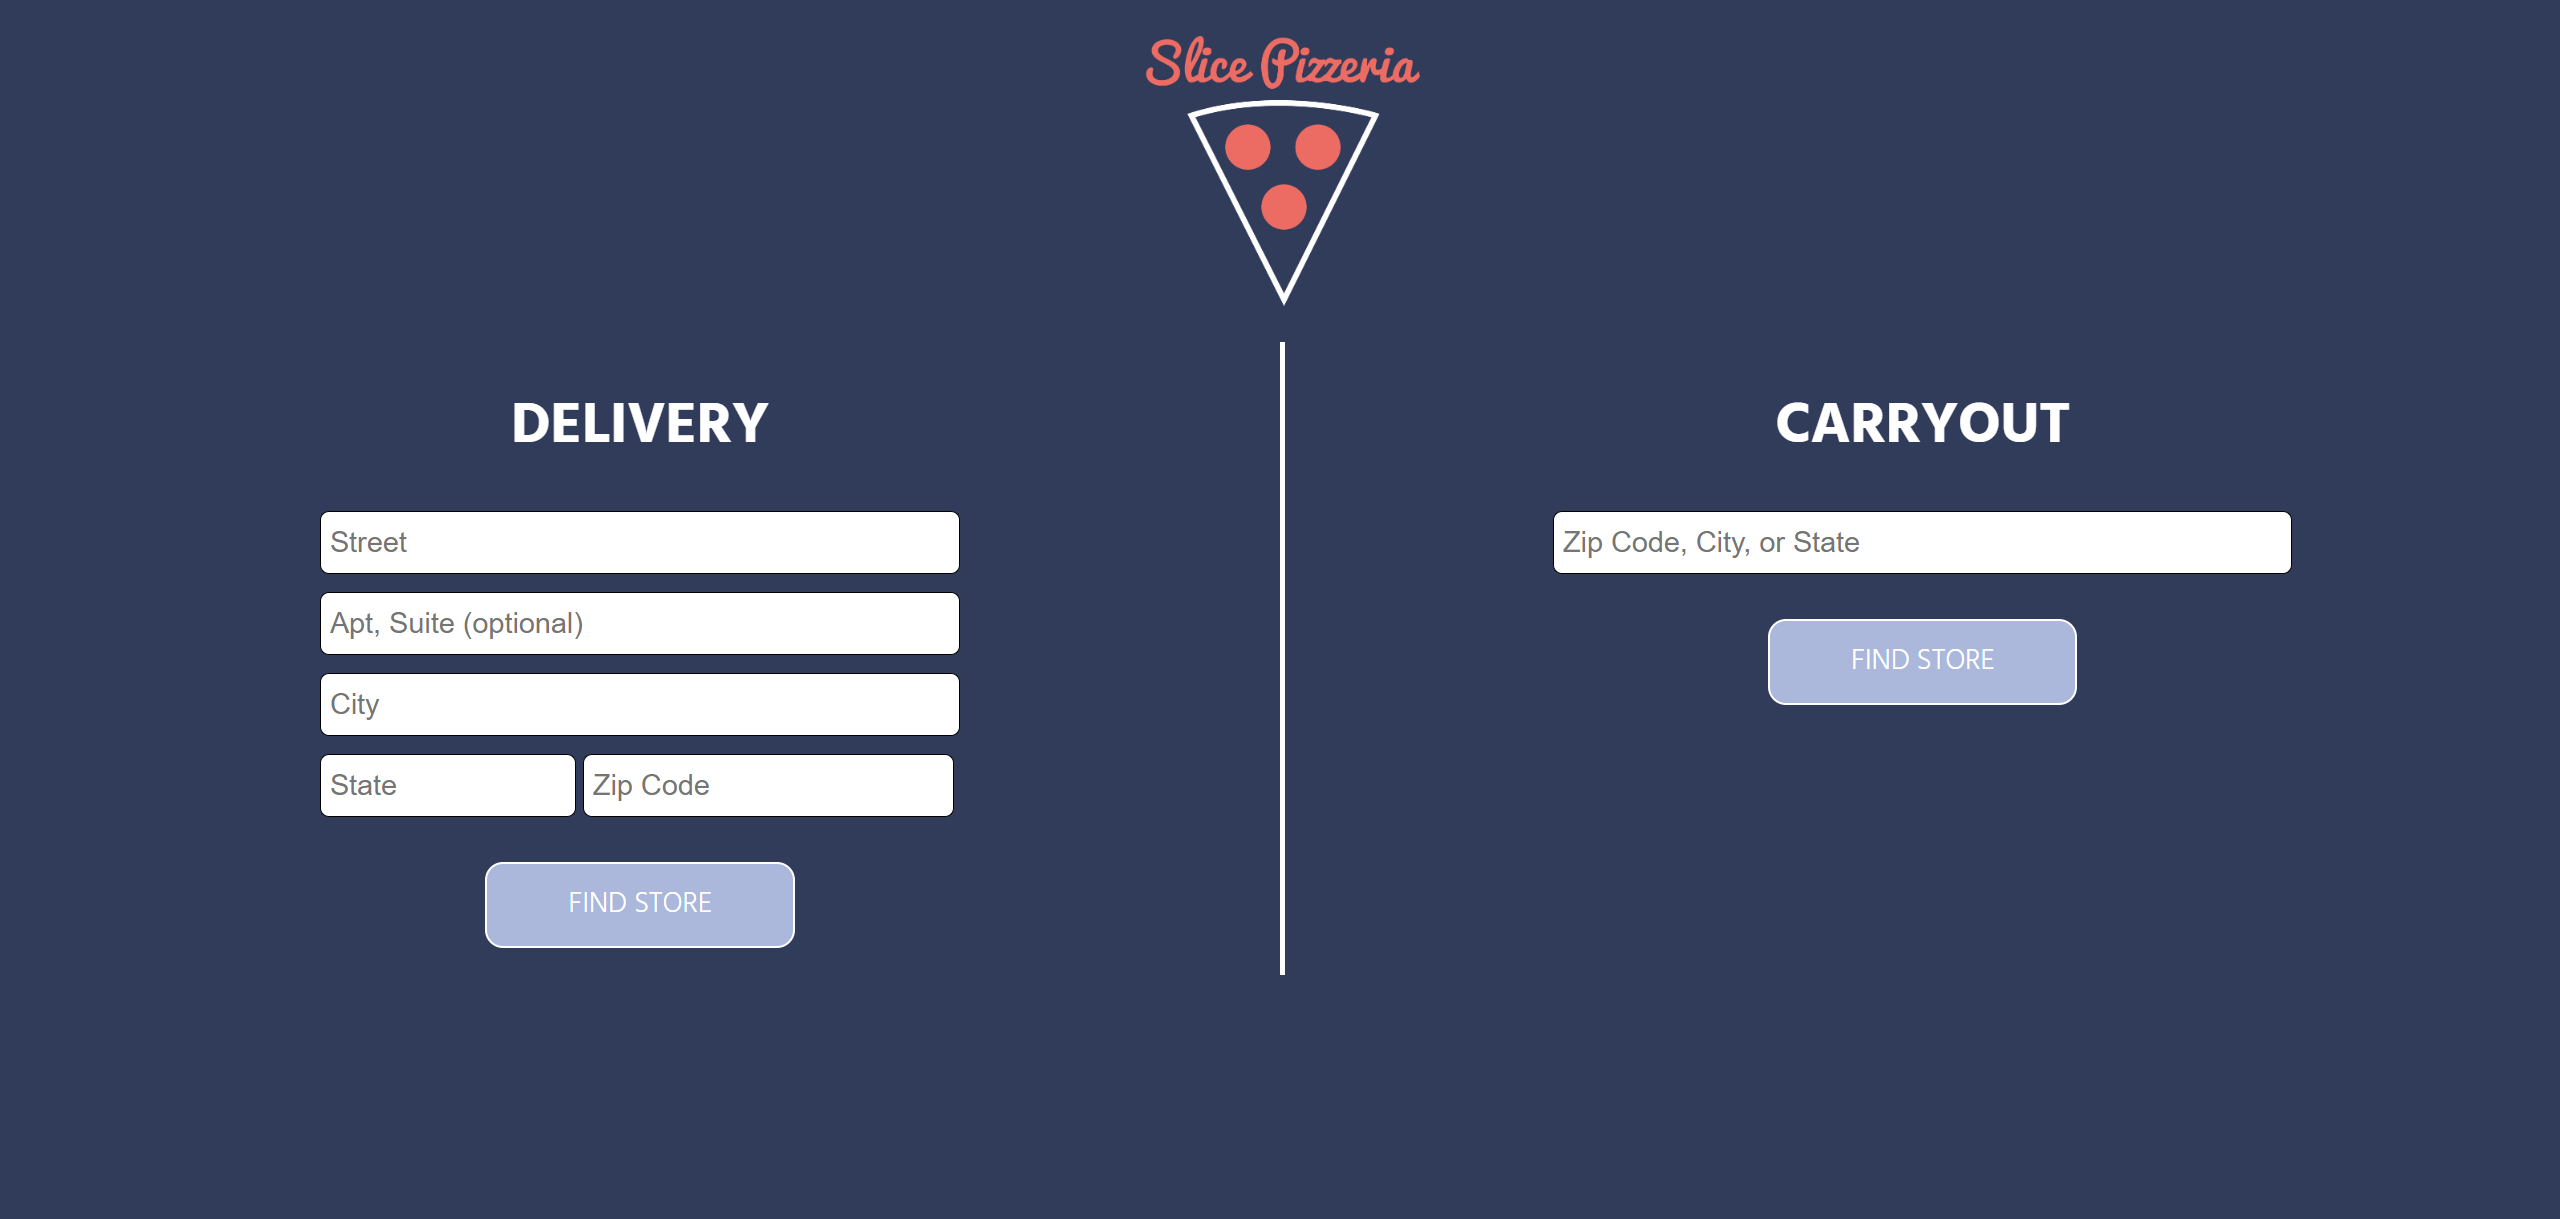 Slice Pizzeria
DELIVERY
Street
Apt, Suite (optional)
City
State
Zip Code
FIND STORE
CARRYOUT
Zip Code, City, or State
FIND STORE